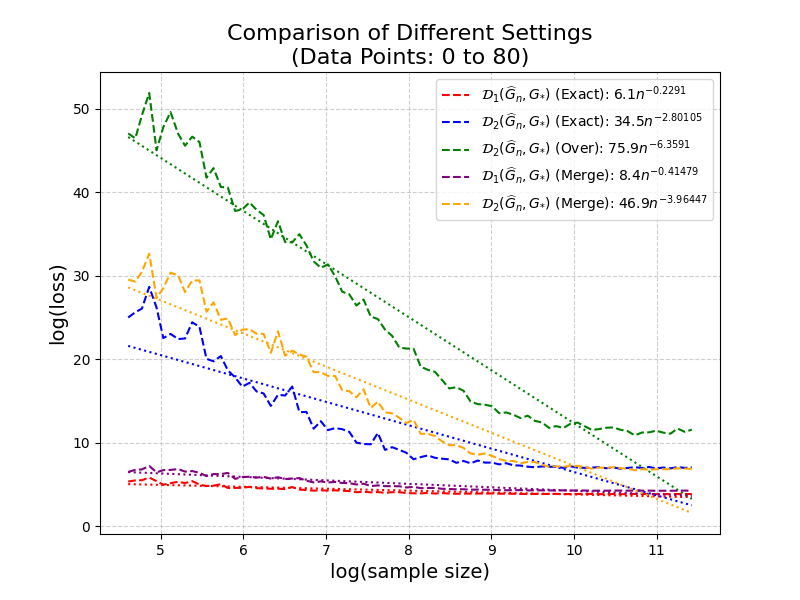 Comparison of Different Settings
(Data Points: 0 to 80)
𝒟₁(Ĝₙ, G*) (Exact): 6.1n⁻⁰·²²⁹¹
𝒟₂(Ĝₙ, G*) (Exact): 34.5n⁻²·⁸⁰¹⁰⁵
𝒟₂(Ĝₙ, G*) (Over): 75.9n⁻⁶·³⁵⁹¹
𝒟₁(Ĝₙ, G*) (Merge): 8.4n⁻⁰·⁴¹⁴⁷⁹
𝒟₂(Ĝₙ, G*) (Merge): 46.9n⁻³·⁹⁶⁴⁴⁷
log(loss)
50
40
30
20
10
0
5 6 7 8 9 10 11
log(sample size)